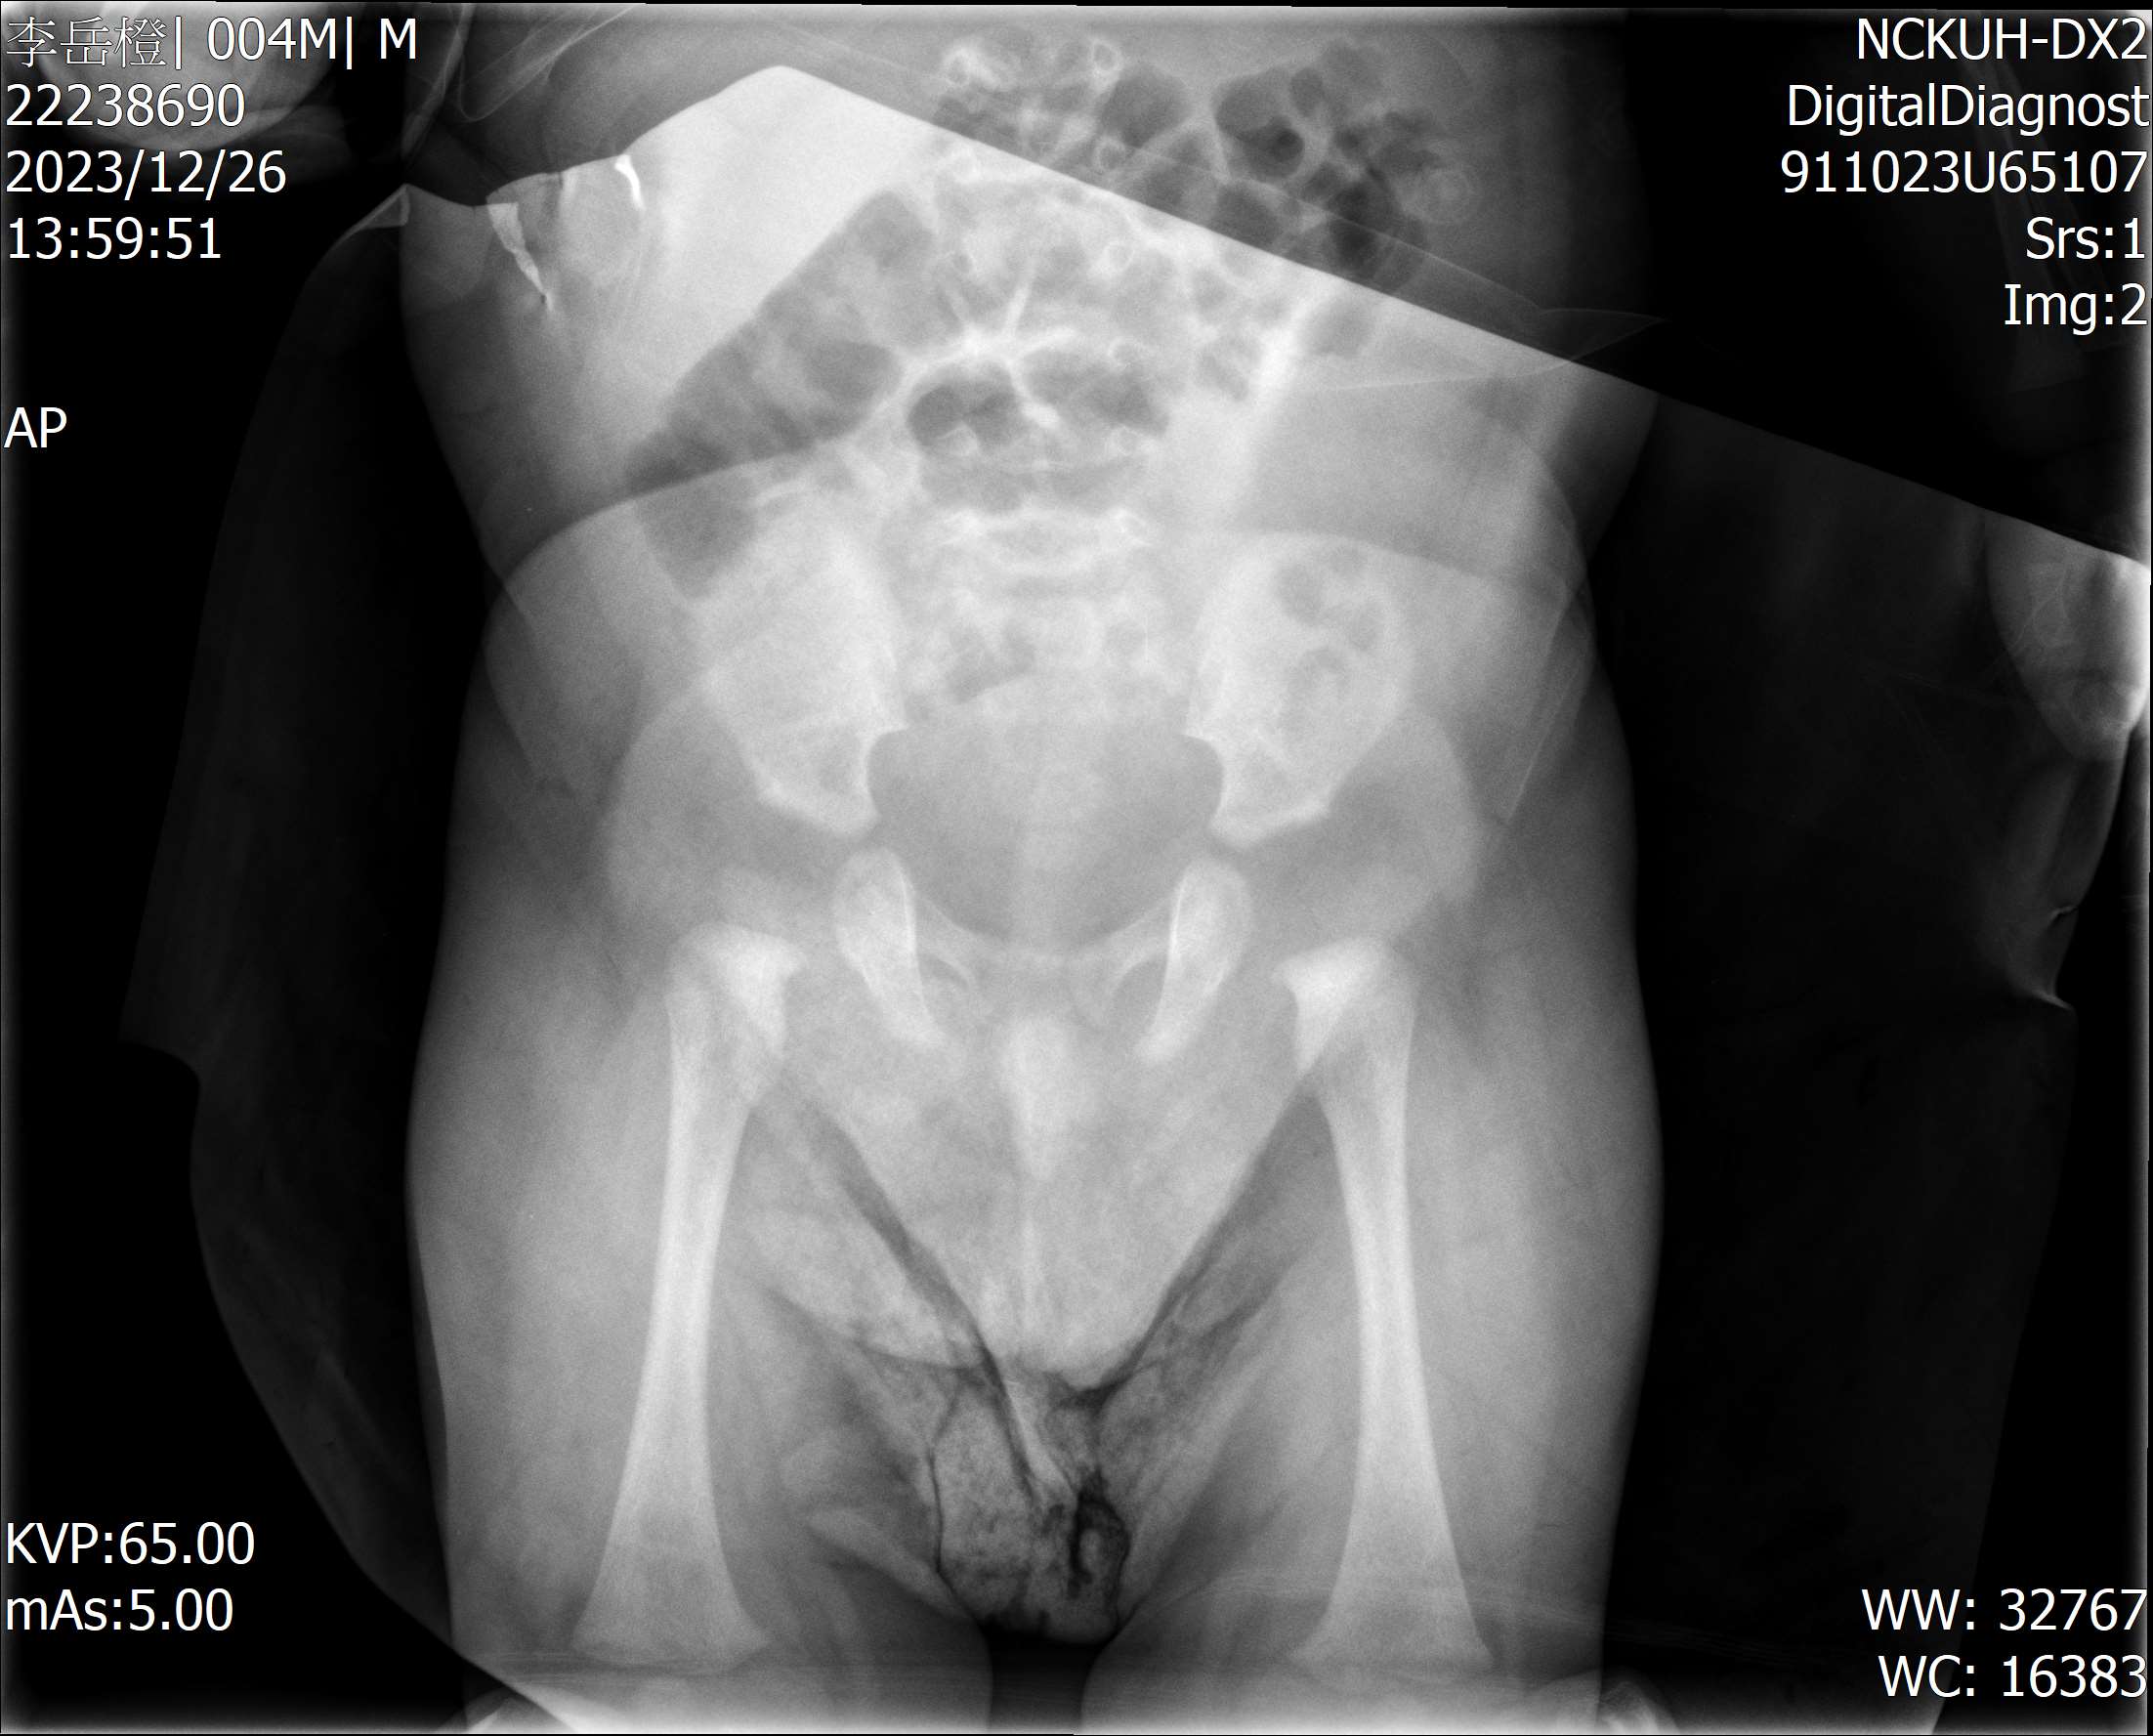 李岳橙| 004M| M
22238690
2023/12/26
13:59:51
AP
KVP:65.00
mAs:5.00
NCKUH-DX2
DigitalDiagnost
911023U65107
Srs:1
Img:2
WW: 32767
WC: 16383